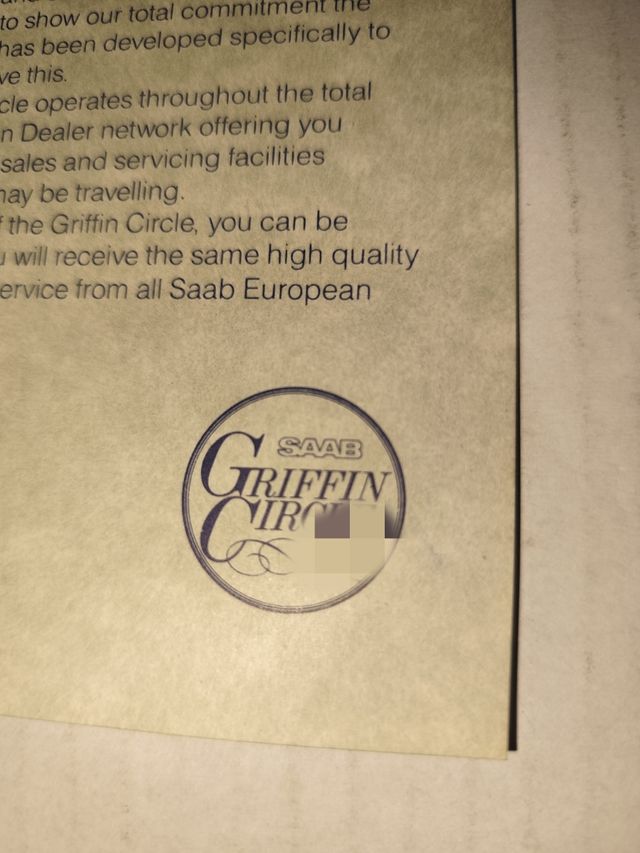 to show our total commitment the
has been developed specifically to
ve this.
cle operates throughout the total
n Dealer network offering you
sales and servicing facilities
may be travelling.
f the Griffin Circle, you can be
u will receive the same high quality
ervice from all Saab European
SAAB
GRIFFIN